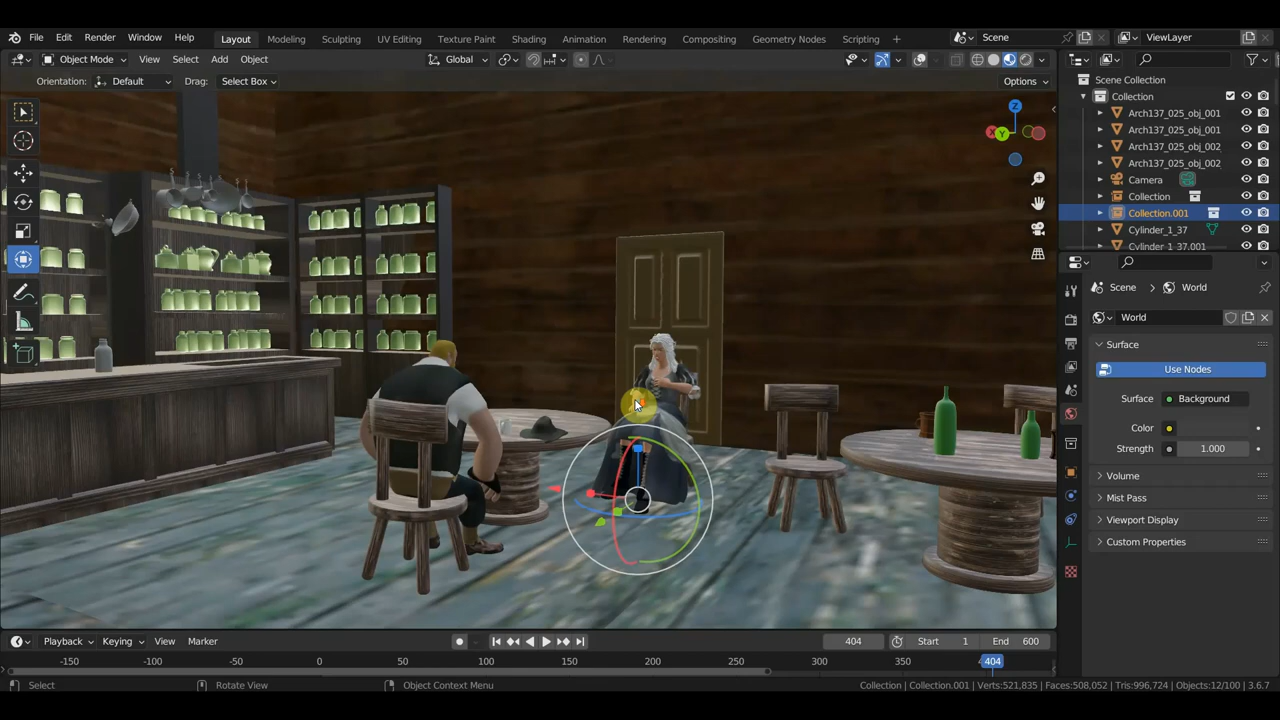 File Edit Render Window Help Layout Modeling Sculpting UV Editing Texture Paint Shading Animation Rendering Compositing Geometry Nodes Scripting + Scene ViewLayer
Object Mode View Select Add Object Global
Orientation: Default Drag: Select Box Options
Scene Collection
Collection
Arch137_025_obj_001
Arch137_025_obj_001
Arch137_025_obj_002
Arch137_025_obj_002
Camera
Collection
Collection.001
Cylinder_1_37
Cylinder_1_37.001
Z
X
Y
Scene > World
World
Surface
Use Nodes
Surface Background
Color
Strength 1.000
Volume
Mist Pass
Viewport Display
Custom Properties
Playback Keying View Marker 404 Start 1 End 600
-150 -100 -50 0 50 100 150 200 250 300 350 404
Select Rotate View Object Context Menu Collection | Collection.001 | Verts:521,835 | Faces:508,052 | Tris:996,724 | Objects:12/100 | 3.6.7